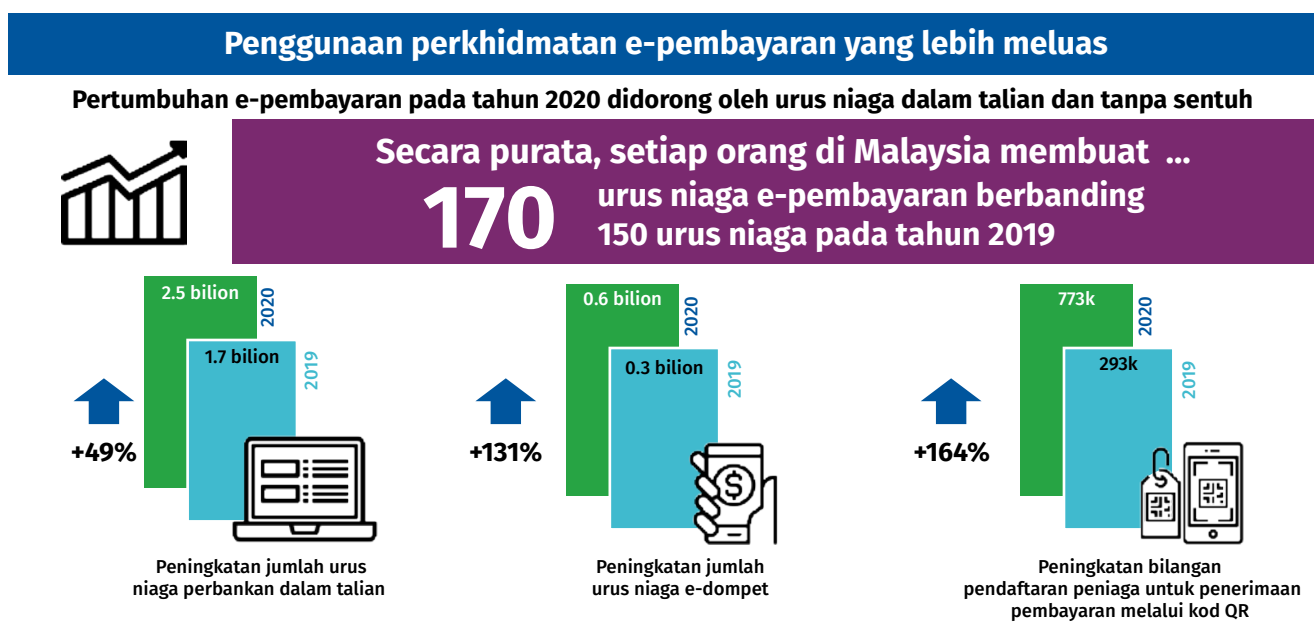 Penggunaan perkhidmatan e-pembayaran yang lebih meluas
Pertumbuhan e-pembayaran pada tahun 2020 didorong oleh urus niaga dalam talian dan tanpa sentuh
Secara purata, setiap orang di Malaysia membuat ...
170
urus niaga e-pembayaran berbanding
150 urus niaga pada tahun 2019
2.5 bilion
2020
1.7 bilion
2019
+49%
Peningkatan jumlah urus
niaga perbankan dalam talian
0.6 bilion
2020
0.3 bilion
2019
+131%
$
Peningkatan jumlah
urus niaga e-dompet
773k
2020
293k
2019
+164%
Peningkatan bilangan
pendaftaran peniaga untuk penerimaan
pembayaran melalui kod QR